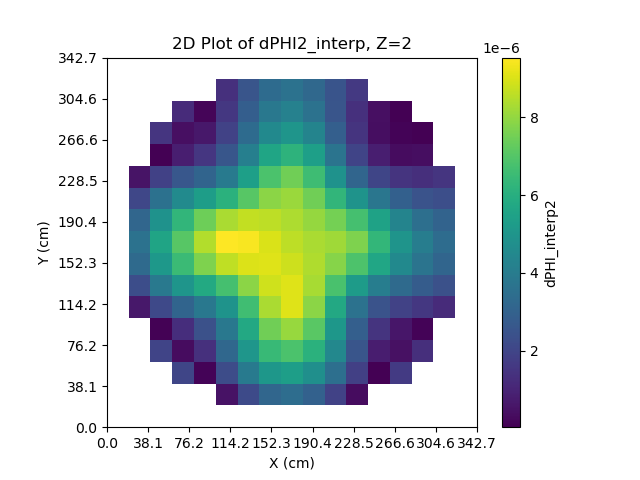 2D Plot of dPHI2_interp, Z=2
1e−6
342.7
304.6
266.6
228.5
190.4
152.3
114.2
76.2
38.1
0.0
Y (cm)
0.0 38.1 76.2 114.2 152.3 190.4 228.5 266.6 304.6 342.7
X (cm)
8
6
4
2
dPHI_interp2